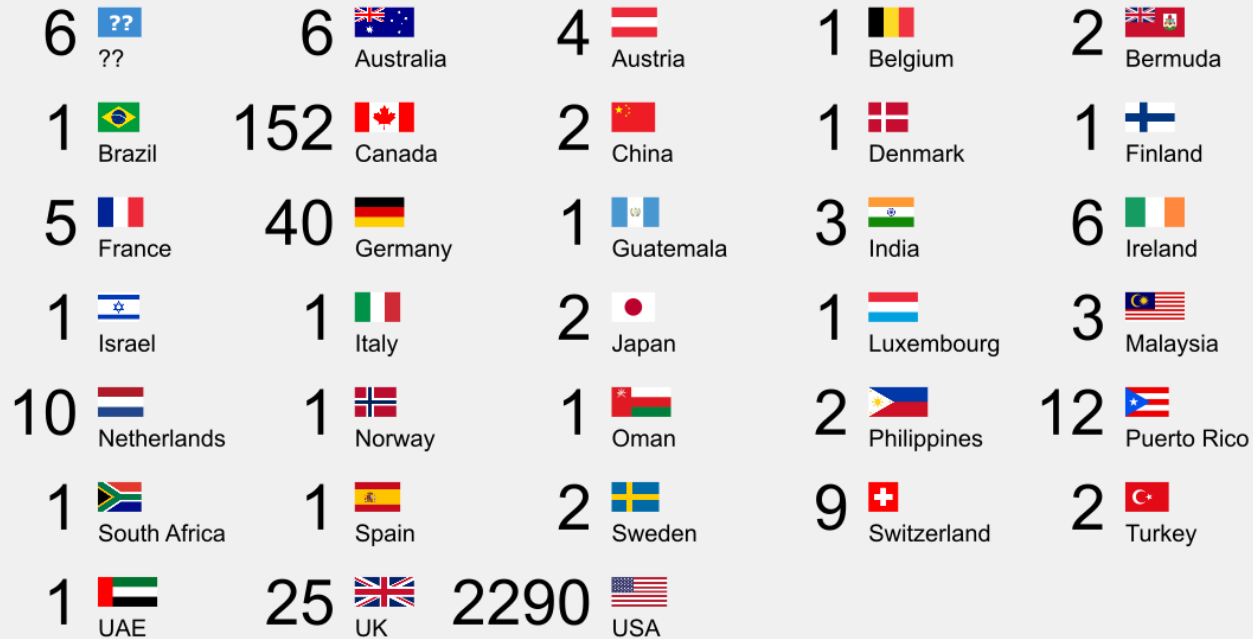 6 ?? 6 4 1 2
?? Australia Austria Belgium Bermuda
1 152 2 1 1
Brazil Canada China Denmark Finland
5 40 1 3 6
France Germany Guatemala India Ireland
1 1 2 1 3
Israel Italy Japan Luxembourg Malaysia
10 1 1 2 12
Netherlands Norway Oman Philippines Puerto Rico
1 1 2 9 2
South Africa Spain Sweden Switzerland Turkey
1 25 2290
UAE UK USA